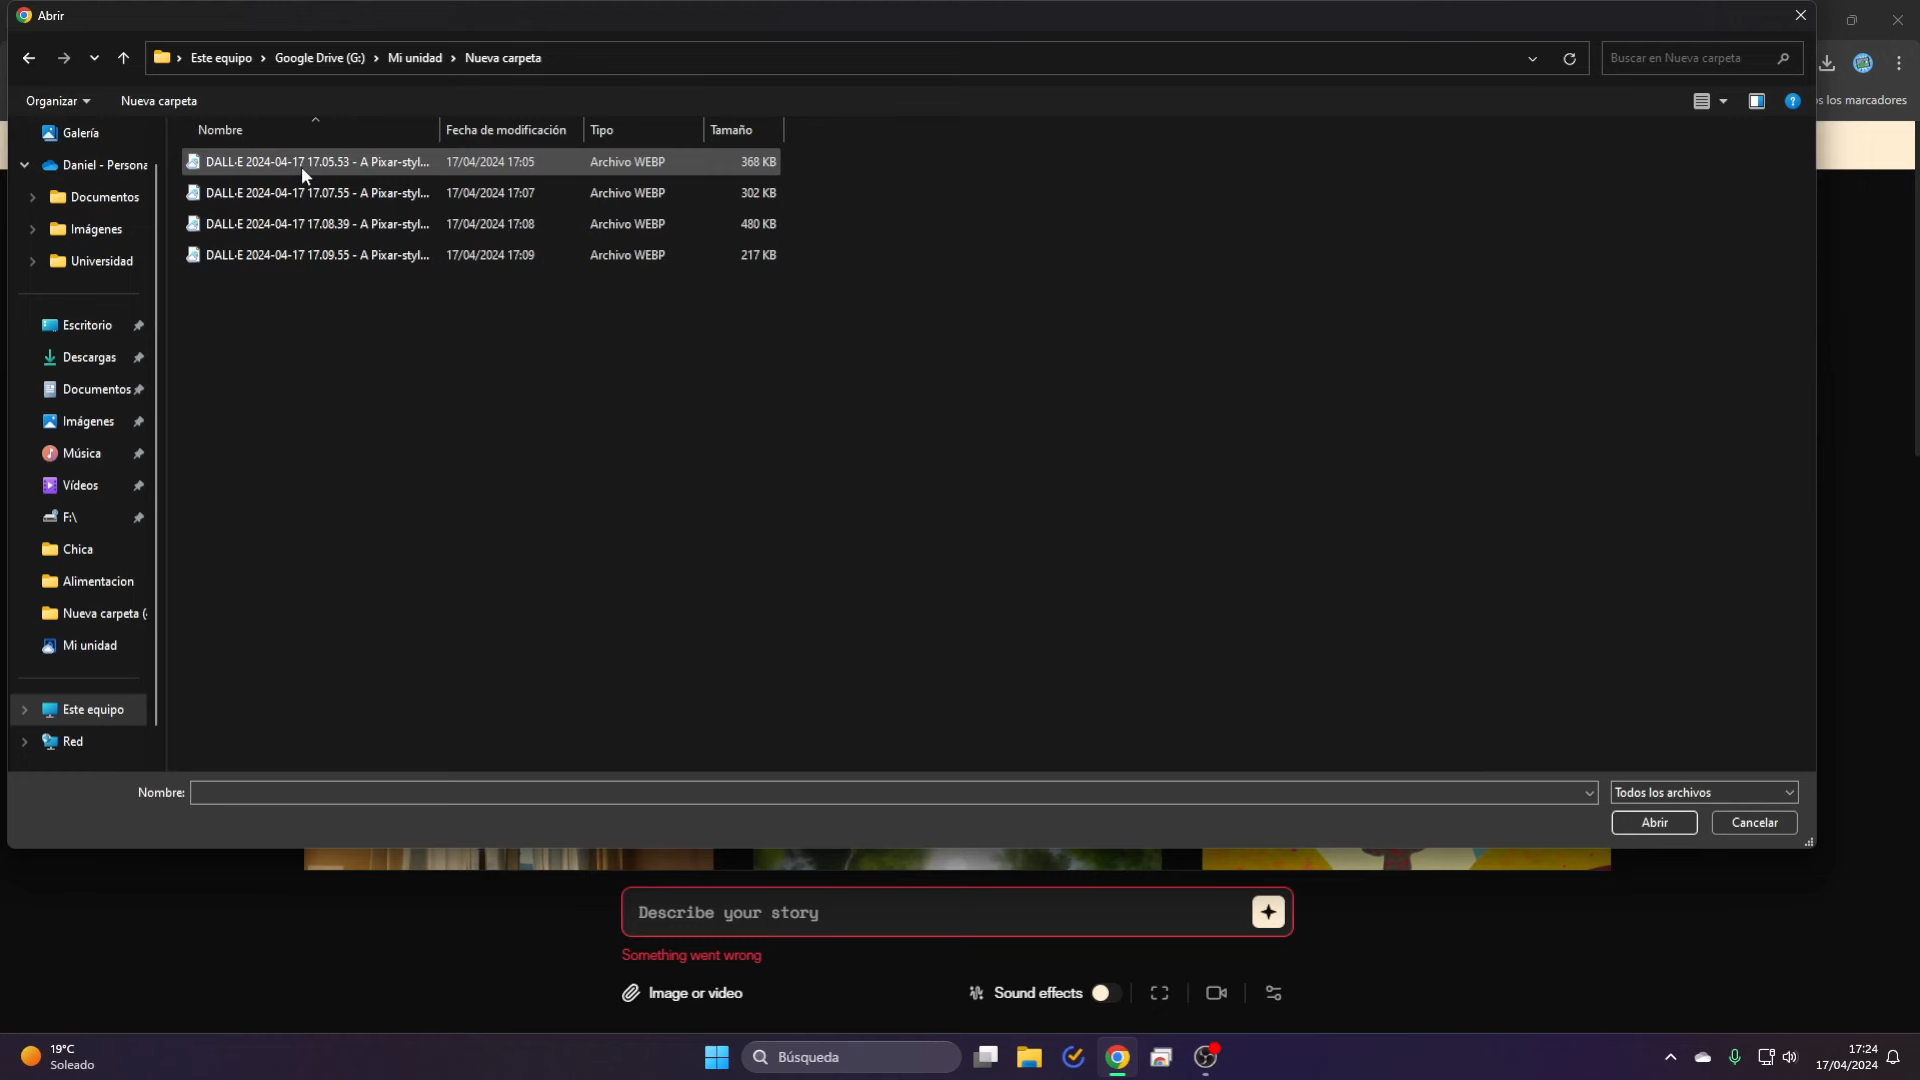 Abrir
Este equipo > Google Drive (G:) > Mi unidad > Nueva carpeta
Buscar en Nueva carpeta
Organizar
Nueva carpeta
s los marcadores
Galería
Daniel - Persona
Documentos
Imágenes
Universidad
Escritorio
Descargas
Documentos
Imágenes
Música
Vídeos
F:\
Chica
Alimentacion
Nueva carpeta (
Mi unidad
Este equipo
Red
Nombre Fecha de modificación Tipo Tamaño
DALL·E 2024-04-17 17.05.53 - A Pixar-styl... 17/04/2024 17:05 Archivo WEBP 368 KB
DALL·E 2024-04-17 17.07.55 - A Pixar-styl... 17/04/2024 17:07 Archivo WEBP 302 KB
DALL·E 2024-04-17 17.08.39 - A Pixar-styl... 17/04/2024 17:08 Archivo WEBP 480 KB
DALL·E 2024-04-17 17.09.55 - A Pixar-styl... 17/04/2024 17:09 Archivo WEBP 217 KB
Nombre:
Todos los archivos
Abrir
Cancelar
Describe your story
Something went wrong
Image or video
Sound effects
19°C
Soleado
Búsqueda
17:24
17/04/2024